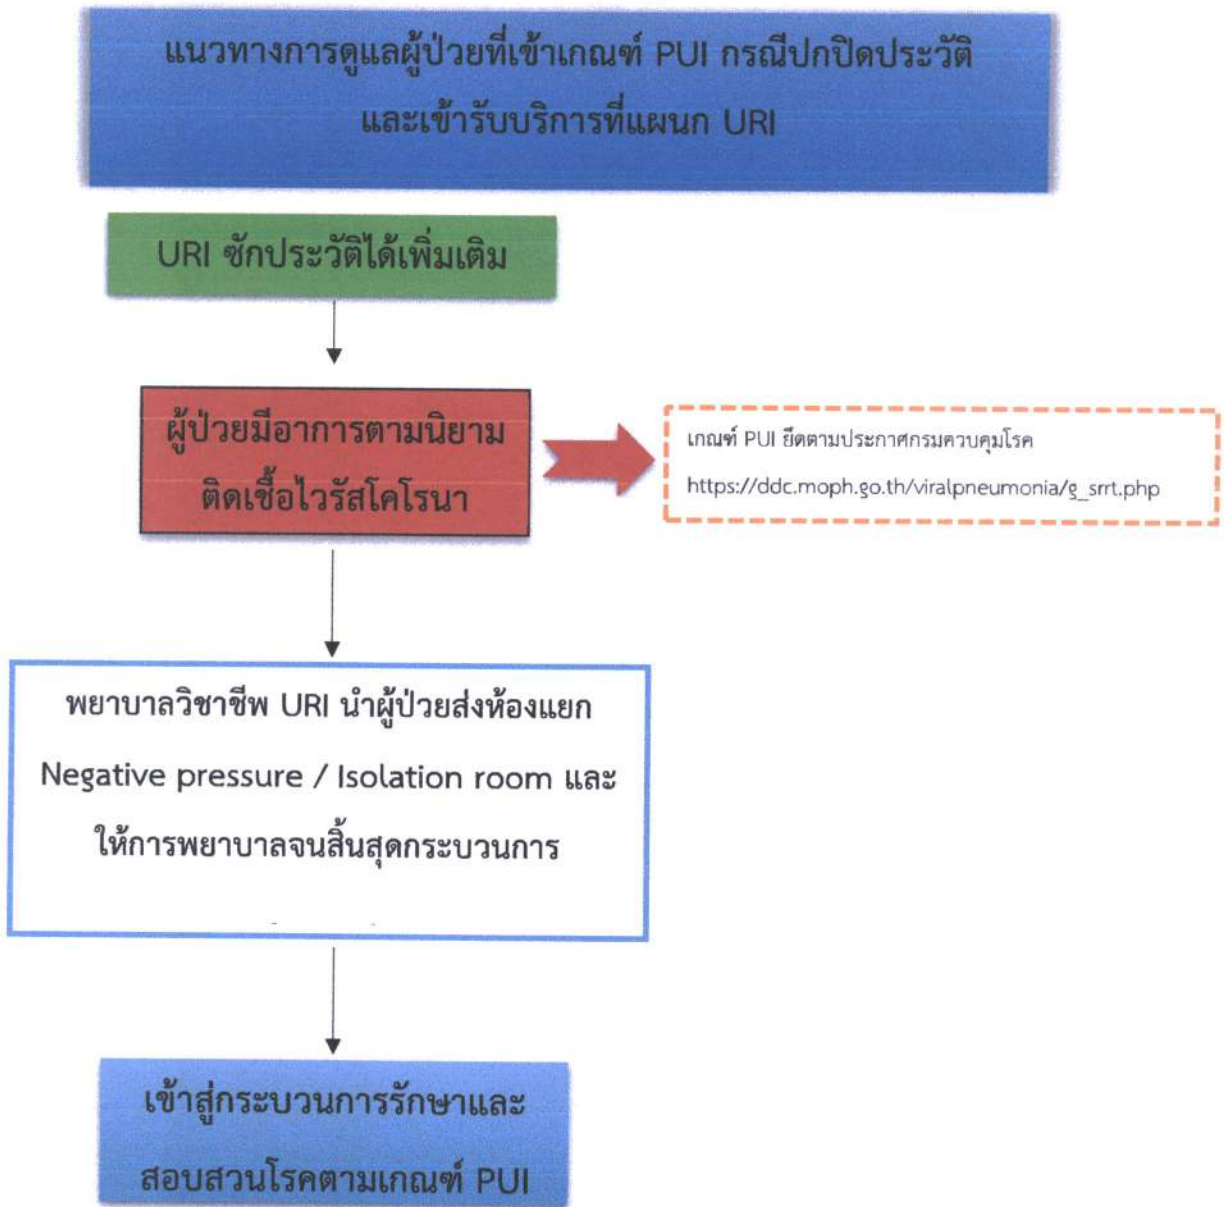 แนวทางการดูแลผู้ป่วยที่เข้าเกณฑ์ PUI กรณีปกปิดประวัติ
และเข้ารับบริการที่แผนก URI
URI ซักประวัติได้เพิ่มเติม
ผู้ป่วยมีอาการตามนิยาม
ติดเชื้อไวรัสโคโรนา
เกณฑ์ PUI ยึดตามประกาศกรมควบคุมโรค
https://ddc.moph.go.th/viralpneumonia/g_srrt.php
พยาบาลวิชาชีพ URI นำผู้ป่วยส่งห้องแยก
Negative pressure / Isolation room และ
ให้การพยาบาลจนสิ้นสุดกระบวนการ
เข้าสู่กระบวนการรักษาและ
สอบสวนโรคตามเกณฑ์ PUI